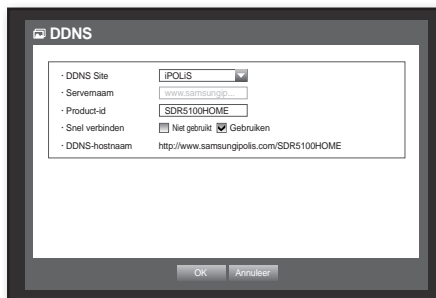 DDNS
· DDNS Site iPOLiS
· Servernaam www.samsungip...
· Product-id SDR5100HOME
· Snel verbinden Niet gebruikt Gebruiken
· DDNS-hostnaam http://www.samsungipolis.com/SDR5100HOME
OK Annuleer